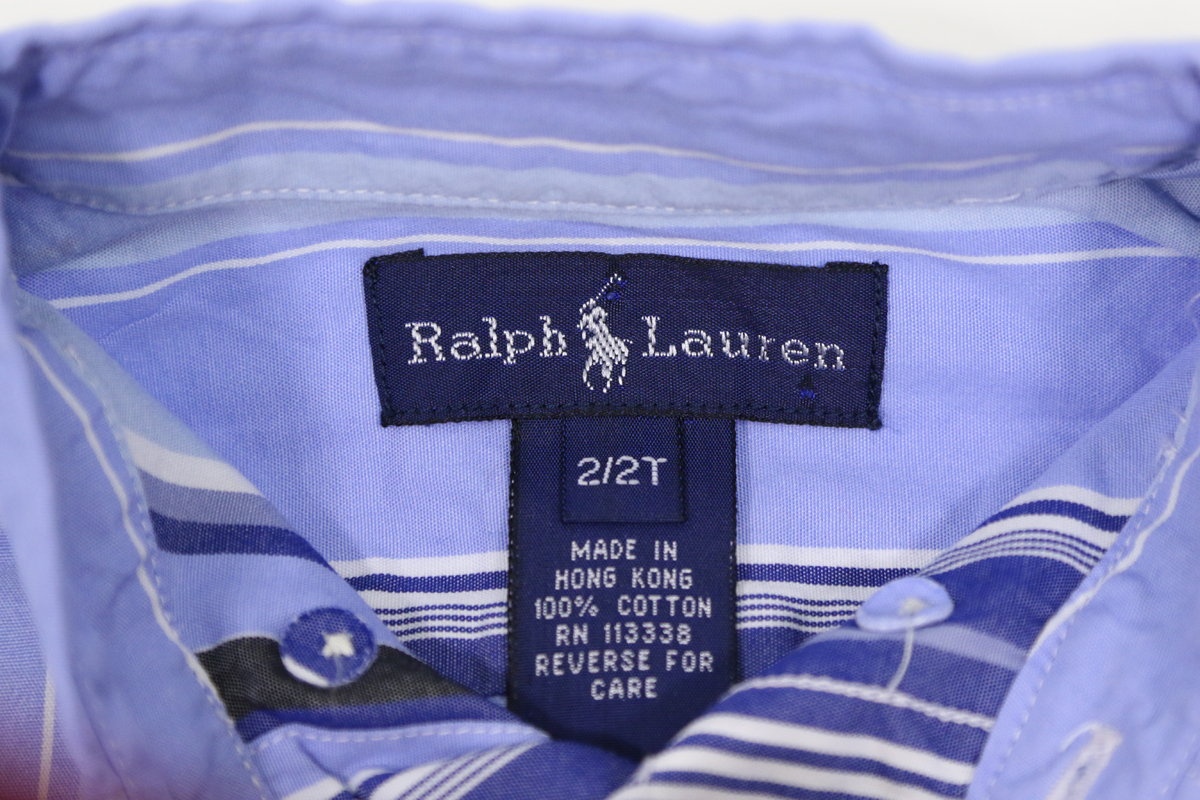 Ralph Lauren
2/2T
MADE IN
HONG KONG
100% COTTON
RN 113338
REVERSE FOR
CARE